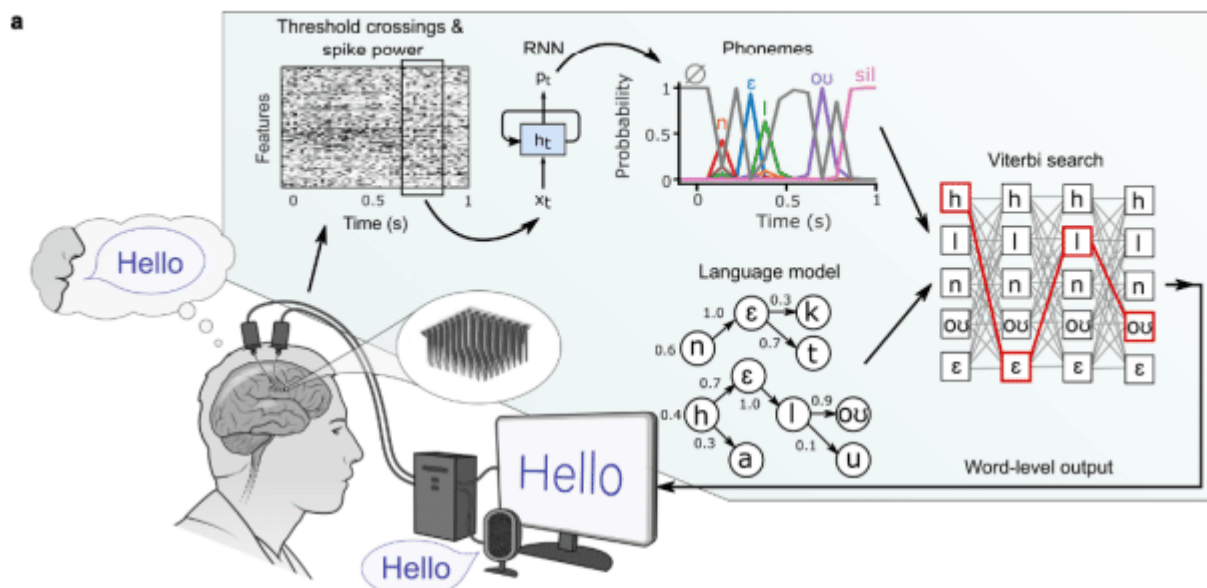 a
Threshold crossings &
spike power
Features
0
0.5
1
Time (s)
RNN
pt
ht
xt
Phonemes
Probbability
1
0.5
0
∅
n
ε
l
oʊ
sil
0
0.5
1
Time (s)
Viterbi search
h h h h
l l l l
n n n n
oʊ oʊ oʊ oʊ
ε ε ε ε
Language model
0.6 n 1.0 ε 0.3 k
0.7 t
0.4 h 0.7 ε 1.0 l 0.9 oʊ
0.3 a
0.1 u
Word-level output
Hello
Hello
Hello